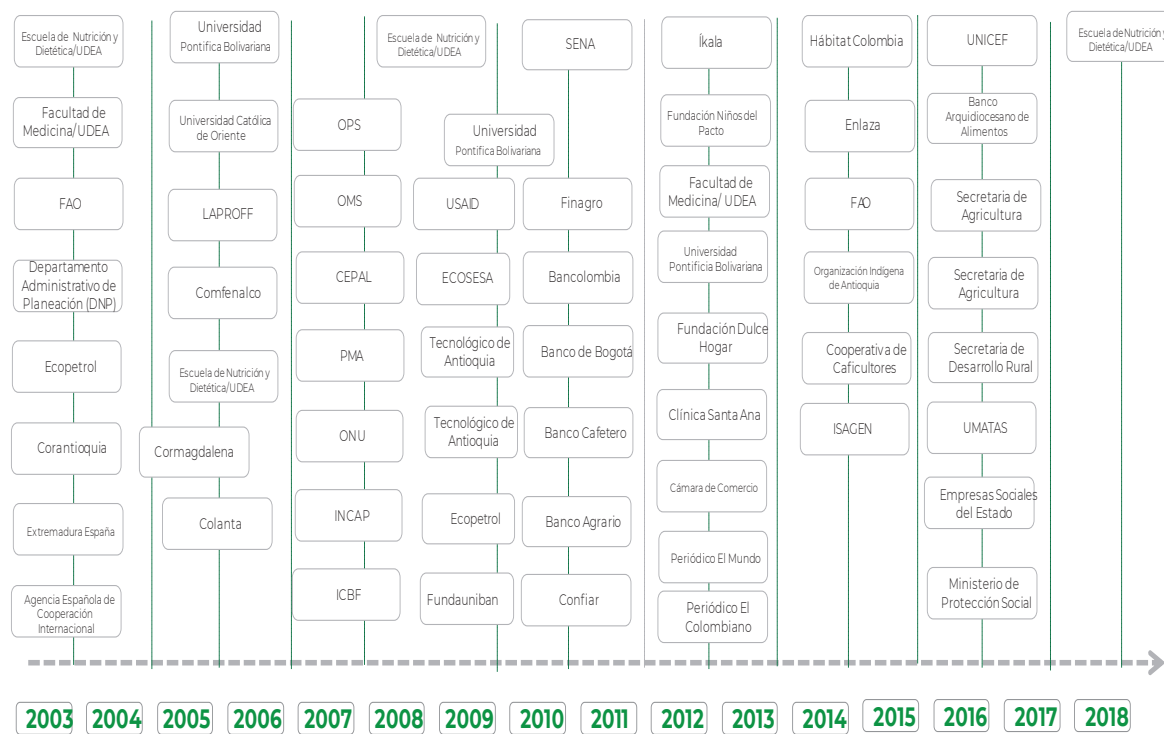 Escuela de Nutrición y
Dietética/UDEA
Facultad de
Medicina/UDEA
FAO
Departamento
Administrativo de
Planeación (DNP)
Ecopetrol
Corantioquia
Extremadura España
Agencia Española de
Cooperación
Internacional
Universidad
Pontifica Bolivariana
Universidad Católica
de Oriente
LAPROFF
Comfenalco
Escuela de Nutrición y
Dietética/UDEA
Cormagdalena
Colanta
OPS
OMS
CEPAL
PMA
ONU
INCAP
ICBF
Escuela de Nutrición y
Dietética/UDEA
Universidad
Pontifica Bolivariana
USAID
ECOSESA
Tecnológico de
Antioquia
Tecnológico de
Antioquia
Ecopetrol
Fundauniban
SENA
Finagro
Bancolombia
Banco de Bogotá
Banco Cafetero
Banco Agrario
Confiar
Íkala
Fundación Niños del
Pacto
Facultad de
Medicina/ UDEA
Universidad
Pontificia Bolivariana
Fundación Dulce
Hogar
Clínica Santa Ana
Cámara de Comercio
Periódico El Mundo
Periódico El
Colombiano
Hábitat Colombia
Enlaza
FAO
Organización Indígena
de Antioquia
Cooperativa de
Caficultores
ISAGEN
UNICEF
Banco
Arquidiocesano de
Alimentos
Secretaria de
Agricultura
Secretaria de
Agricultura
Secretaria de
Desarrollo Rural
UMATAS
Empresas Sociales
del Estado
Ministerio de
Protección Social
Escuela de Nutrición y
Dietética/UDEA
2003 2004 2005 2006 2007 2008 2009 2010 2011 2012 2013 2014 2015 2016 2017 2018